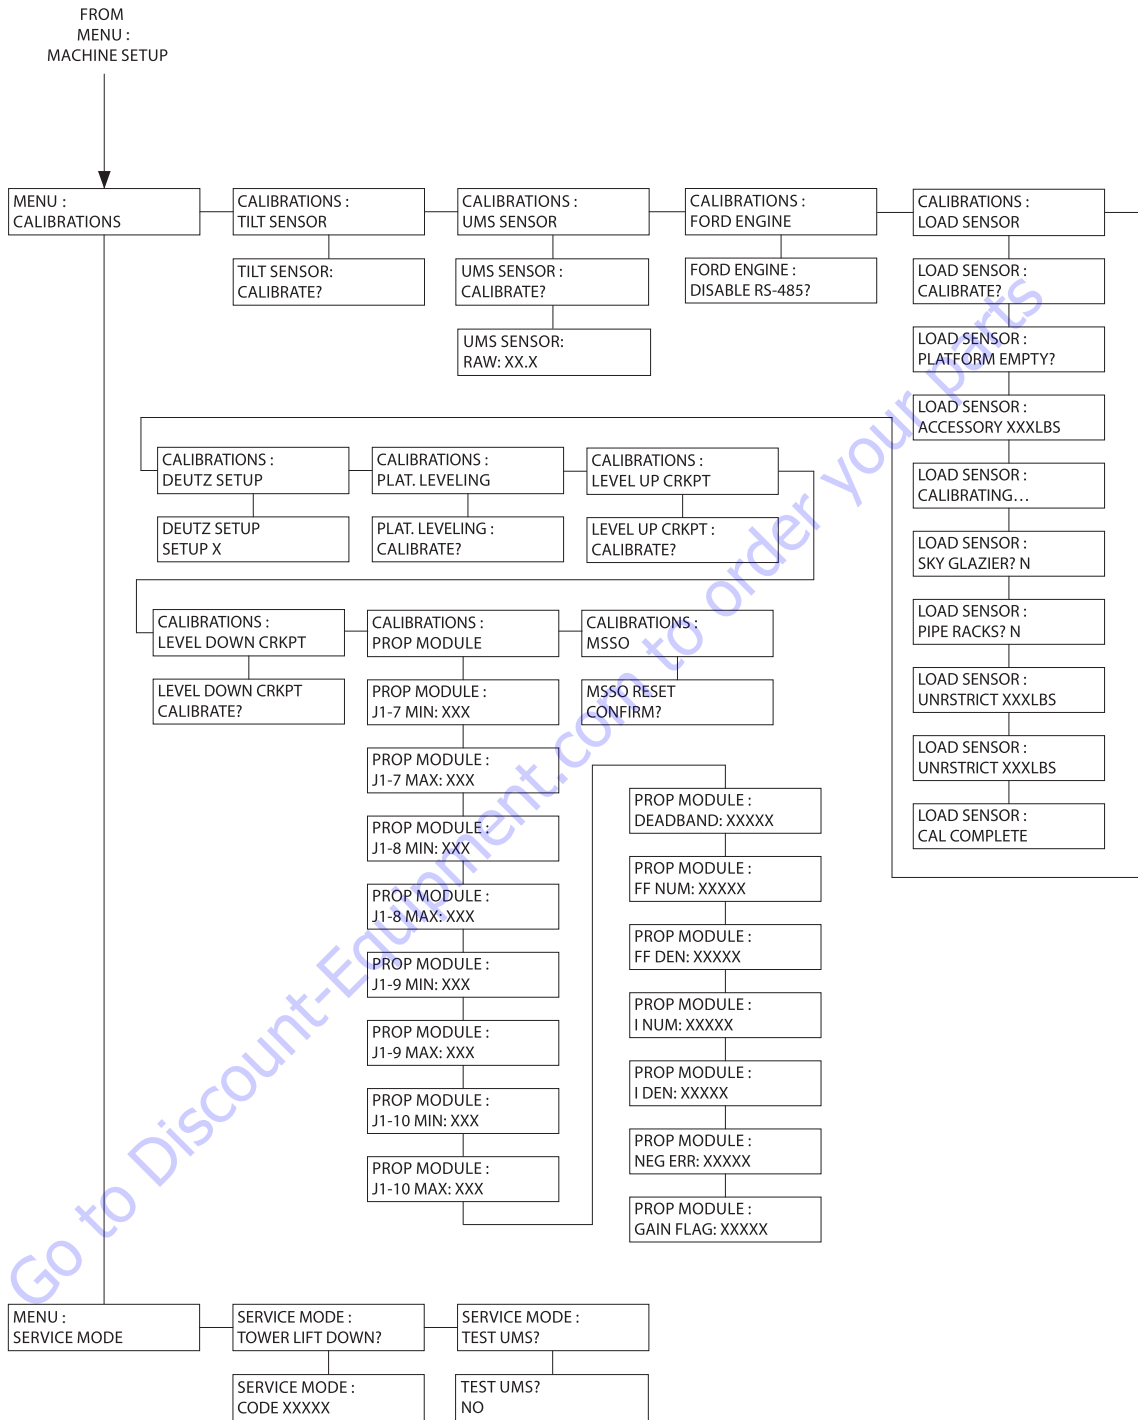 FROM
MENU :
MACHINE SETUP
MENU :
CALIBRATIONS
CALIBRATIONS :
TILT SENSOR
TILT SENSOR:
CALIBRATE?
CALIBRATIONS :
UMS SENSOR
UMS SENSOR :
CALIBRATE?
UMS SENSOR:
RAW: XX.X
CALIBRATIONS :
FORD ENGINE
FORD ENGINE :
DISABLE RS-485?
CALIBRATIONS :
LOAD SENSOR
LOAD SENSOR :
CALIBRATE?
LOAD SENSOR :
PLATFORM EMPTY?
LOAD SENSOR :
ACCESSORY XXXLBS
LOAD SENSOR :
CALIBRATING...
LOAD SENSOR :
SKY GLAZIER? N
LOAD SENSOR :
PIPE RACKS? N
LOAD SENSOR :
UNRSTRICT XXXLBS
LOAD SENSOR :
UNRSTRICT XXXLBS
LOAD SENSOR :
CAL COMPLETE
CALIBRATIONS :
DEUTZ SETUP
DEUTZ SETUP
SETUP X
CALIBRATIONS :
PLAT. LEVELING
PLAT. LEVELING :
CALIBRATE?
CALIBRATIONS :
LEVEL UP CRKPT
LEVEL UP CRKPT :
CALIBRATE?
CALIBRATIONS :
LEVEL DOWN CRKPT
LEVEL DOWN CRKPT
CALIBRATE?
CALIBRATIONS :
PROP MODULE
PROP MODULE :
J1-7 MIN: XXX
PROP MODULE :
J1-7 MAX: XXX
PROP MODULE :
J1-8 MIN: XXX
PROP MODULE :
J1-8 MAX: XXX
PROP MODULE :
J1-9 MIN: XXX
PROP MODULE :
J1-9 MAX: XXX
PROP MODULE :
J1-10 MIN: XXX
PROP MODULE :
J1-10 MAX: XXX
CALIBRATIONS :
MSSO
MSSO RESET
CONFIRM?
PROP MODULE :
DEADBAND: XXXXX
PROP MODULE :
FF NUM: XXXXX
PROP MODULE :
FF DEN: XXXXX
PROP MODULE :
I NUM: XXXXX
PROP MODULE :
I DEN: XXXXX
PROP MODULE :
NEG ERR: XXXXX
PROP MODULE :
GAIN FLAG: XXXXX
MENU :
SERVICE MODE
SERVICE MODE :
TOWER LIFT DOWN?
SERVICE MODE :
CODE XXXXX
SERVICE MODE :
TEST UMS?
TEST UMS?
NO
Go to Discount-Equipment.com to order your parts